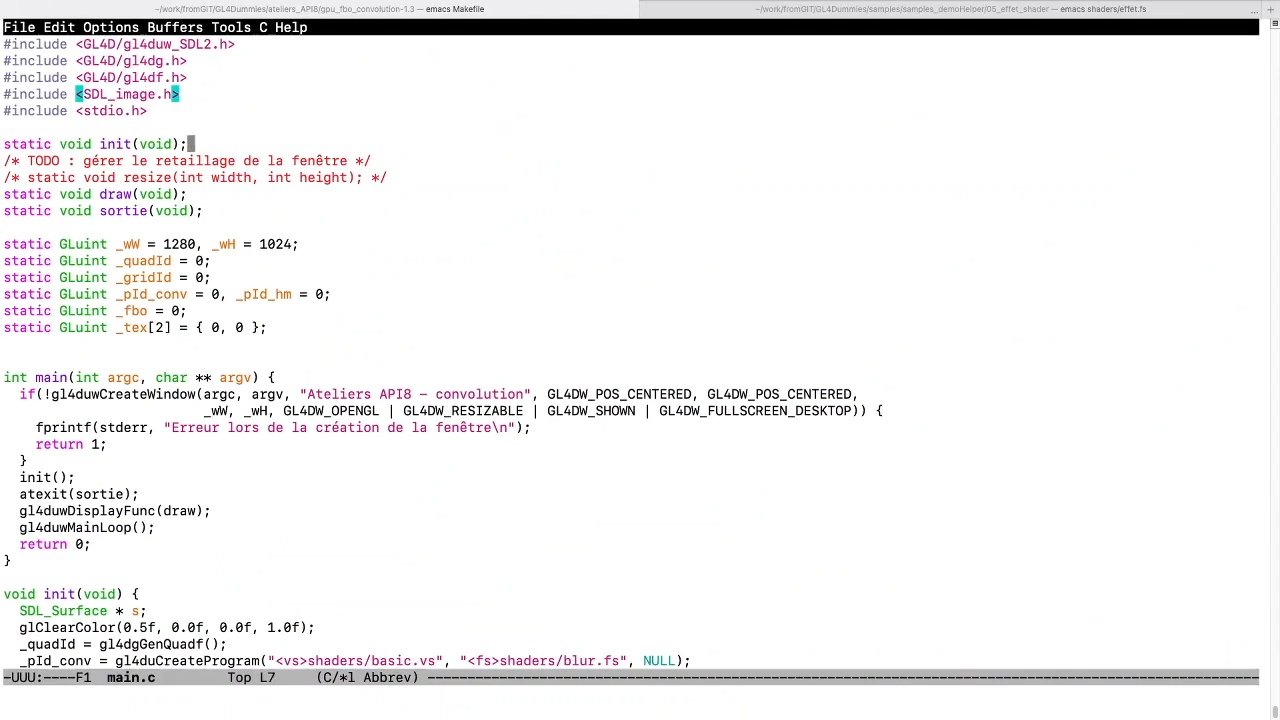 ~/work/fromGIT/GL4Dummies/ateliers_API8/gpu_fbo_convolution-1.3 — emacs Makefile
~/work/fromGIT/GL4Dummies/samples/samples_demoHelper/05_effet_shader — emacs shaders/effet.fs
... +
File Edit Options Buffers Tools C Help
#include <GL4D/gl4duw_SDL2.h>
#include <GL4D/gl4dg.h>
#include <GL4D/gl4df.h>
#include <SDL_image.h>
#include <stdio.h>
static void init(void);
/* TODO : gérer le retaillage de la fenêtre */
/* static void resize(int width, int height); */
static void draw(void);
static void sortie(void);
static GLuint _wW = 1280, _wH = 1024;
static GLuint _quadId = 0;
static GLuint _gridId = 0;
static GLuint _pId_conv = 0, _pId_hm = 0;
static GLuint _fbo = 0;
static GLuint _tex[2] = { 0, 0 };
int main(int argc, char ** argv) {
  if(!gl4duwCreateWindow(argc, argv, "Ateliers API8 - convolution", GL4DW_POS_CENTERED, GL4DW_POS_CENTERED,
                         _wW, _wH, GL4DW_OPENGL | GL4DW_RESIZABLE | GL4DW_SHOWN | GL4DW_FULLSCREEN_DESKTOP)) {
    fprintf(stderr, "Erreur lors de la création de la fenêtre\n");
    return 1;
  }
  init();
  atexit(sortie);
  gl4duwDisplayFunc(draw);
  gl4duwMainLoop();
  return 0;
}
void init(void) {
  SDL_Surface * s;
  glClearColor(0.5f, 0.0f, 0.0f, 1.0f);
  _quadId = gl4dgGenQuadf();
  _pId_conv = gl4duCreateProgram("<vs>shaders/basic.vs", "<fs>shaders/blur.fs", NULL);
-UUU:----F1  main.c         Top L7     (C/*l Abbrev) ----------------------------------------------------------------